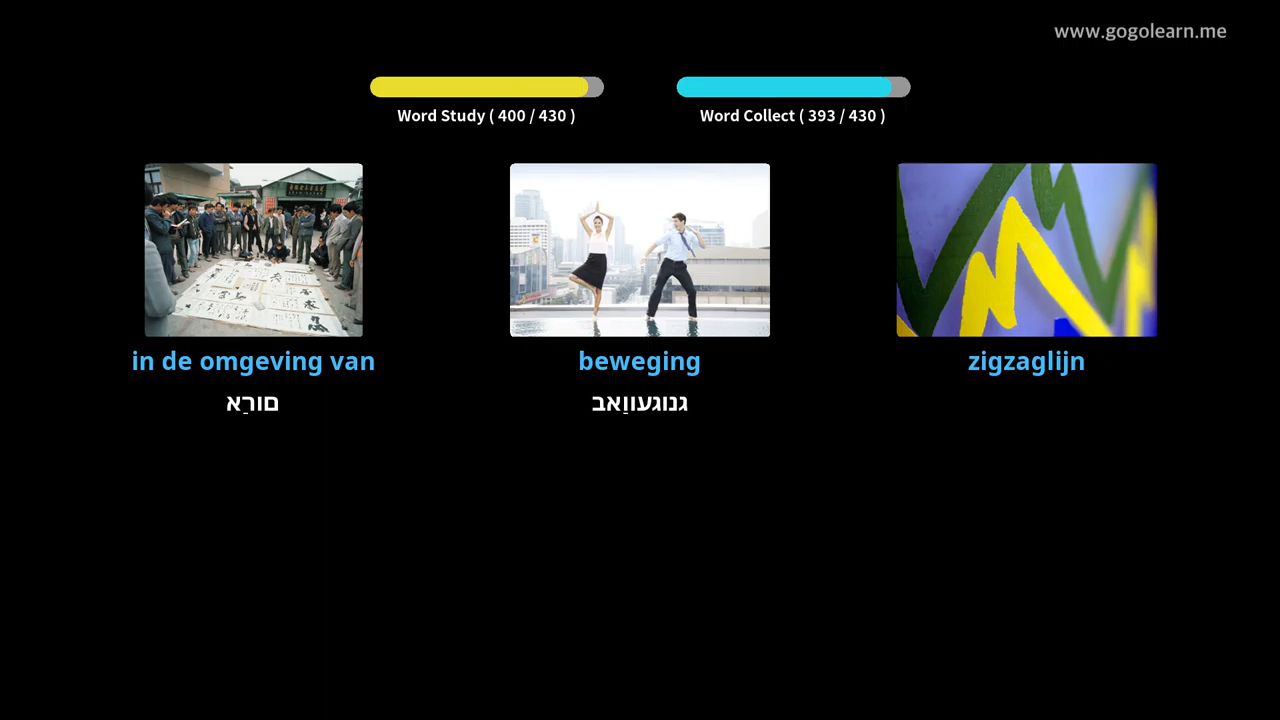 www.gogolearn.me
Word Study ( 400 / 430 )
Word Collect ( 393 / 430 )
in de omgeving van
beweging
zigzaglijn
אַרום
באַוועגונג